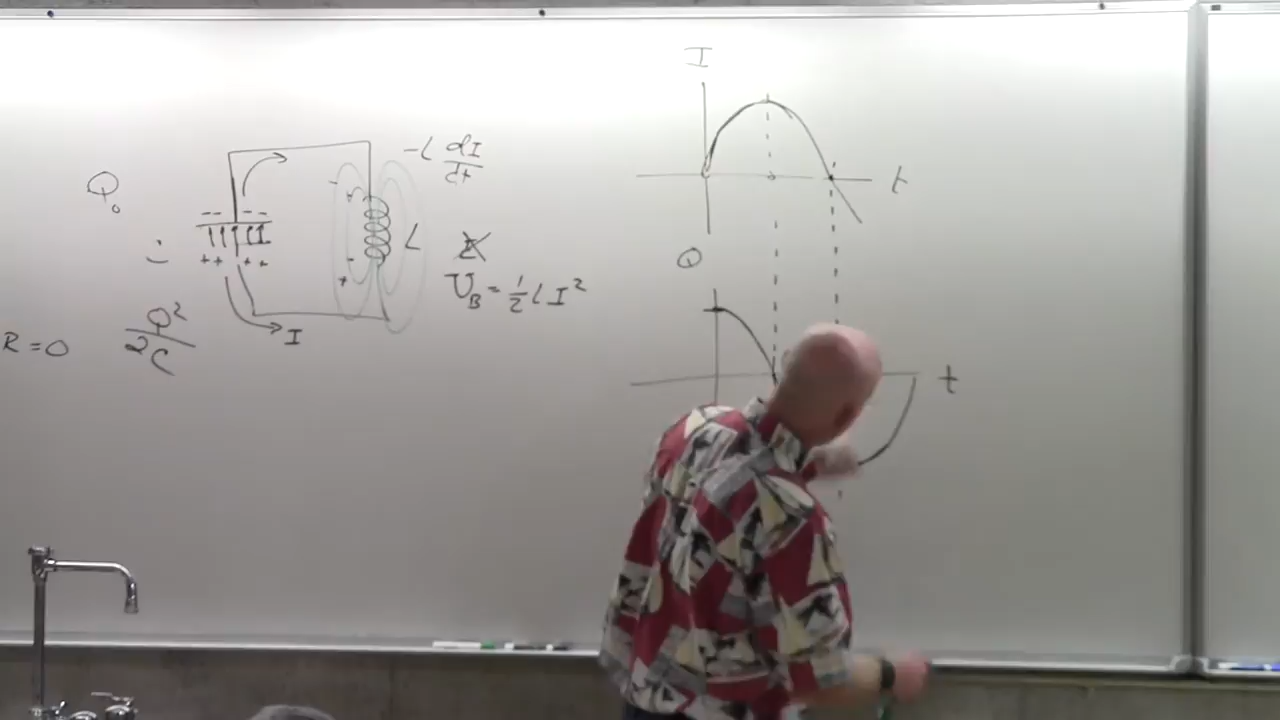 I
t
-L dI/dt
Q₀
-- --
L
++ ++
U_B = ½ L I²
Q
Q²/2C
R = 0
I
t